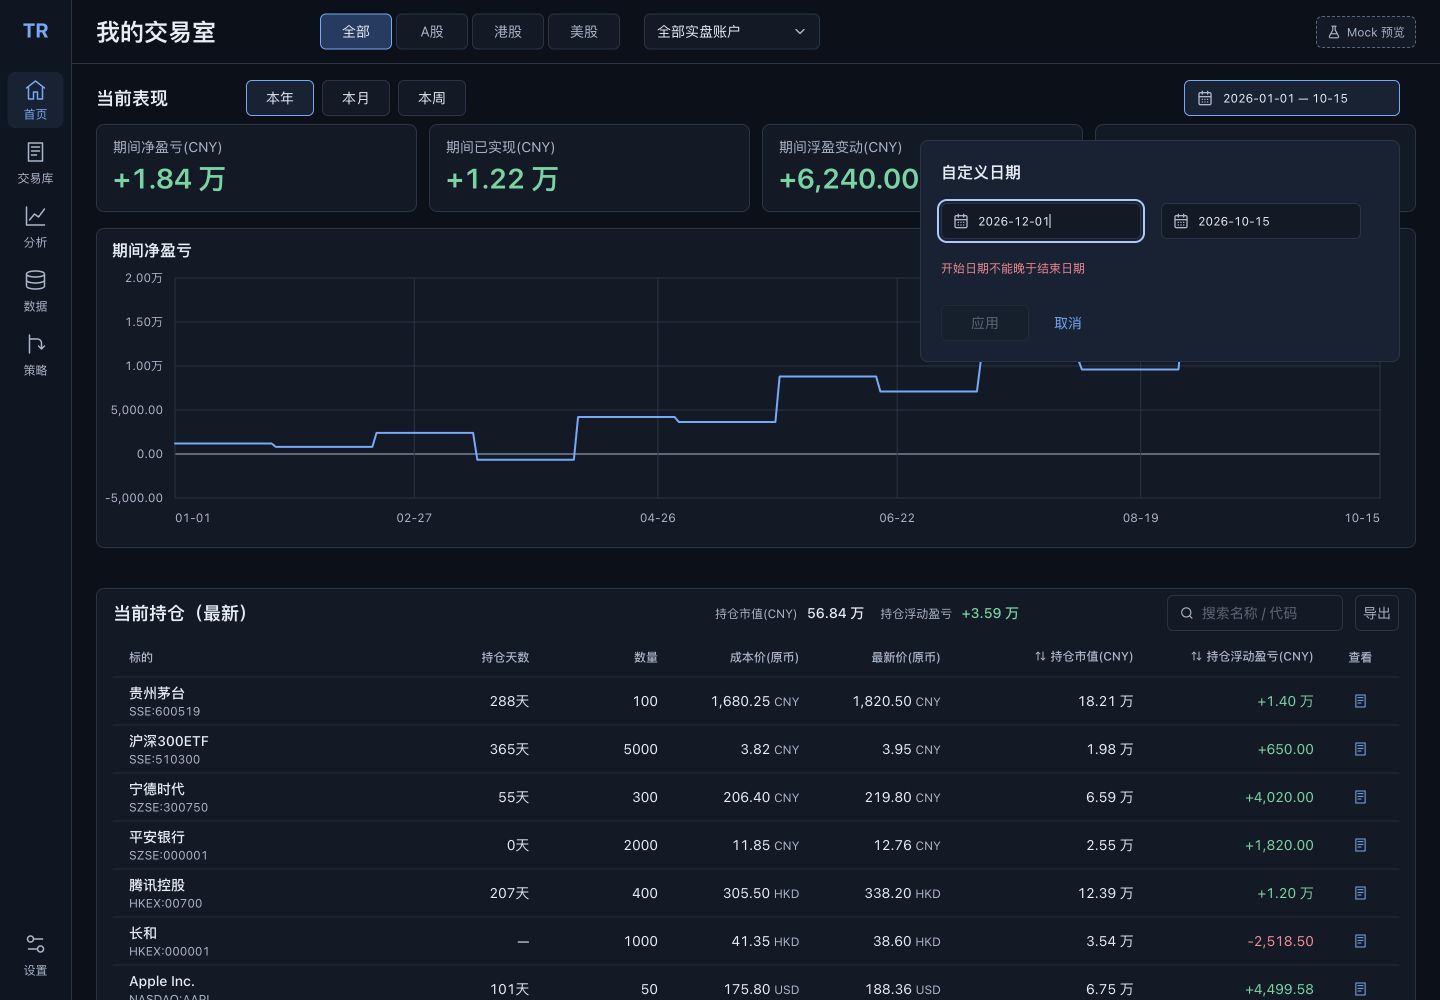 TR
我的交易室
全部
A股
港股
美股
全部实盘账户
Mock 预览
首页
交易库
分析
数据
策略
设置
当前表现
本年
本月
本周
2026-01-01 — 10-15
期间净盈亏(CNY)
+1.84 万
期间已实现(CNY)
+1.22 万
期间浮盈变动(CNY)
+6,240.00
自定义日期
2026-12-01
2026-10-15
开始日期不能晚于结束日期
应用
取消
期间净盈亏
2.00万
1.50万
1.00万
5,000.00
0.00
-5,000.00
01-01
02-27
04-26
06-22
08-19
10-15
当前持仓（最新）
持仓市值(CNY) 56.84 万 持仓浮动盈亏 +3.59 万
搜索名称 / 代码
导出
标的 持仓天数 数量 成本价(原币) 最新价(原币) 持仓市值(CNY) 持仓浮动盈亏(CNY) 查看
贵州茅台
SSE:600519
288天 100 1,680.25 CNY 1,820.50 CNY 18.21 万 +1.40 万
沪深300ETF
SSE:510300
365天 5000 3.82 CNY 3.95 CNY 1.98 万 +650.00
宁德时代
SZSE:300750
55天 300 206.40 CNY 219.80 CNY 6.59 万 +4,020.00
平安银行
SZSE:000001
0天 2000 11.85 CNY 12.76 CNY 2.55 万 +1,820.00
腾讯控股
HKEX:00700
207天 400 305.50 HKD 338.20 HKD 12.39 万 +1.20 万
长和
HKEX:000001
— 1000 41.35 HKD 38.60 HKD 3.54 万 -2,518.50
Apple Inc.
NASDAQ:AAPL
101天 50 175.80 USD 188.36 USD 6.75 万 +4,499.58